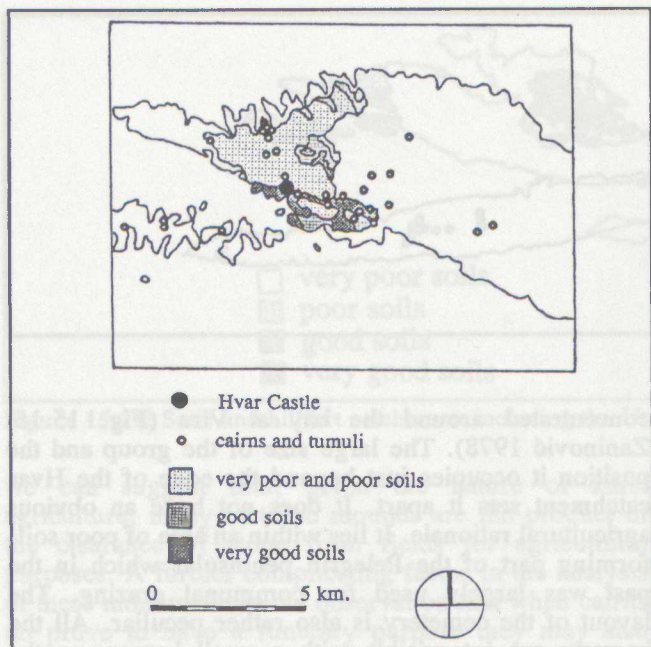 very poor soils
poor soils
good soils
very good soils
concentrated around the bay at Vira (Fig. 15.15
1978). The large size of the group and the
position it occupies just beyond the edge of the Hvar
catchment it apart. It does not have an obvious
agricultural rationale. It lies within an area of poor soil,
forming part of the Pelegrin peninsula which in the
past was largely used for communal grazing. The
layout of the cemetery is also rather peculiar. All the
Hvar Castle
cairns and tumuli
very poor and poor soils
good soils
very good soils
0 5 km.